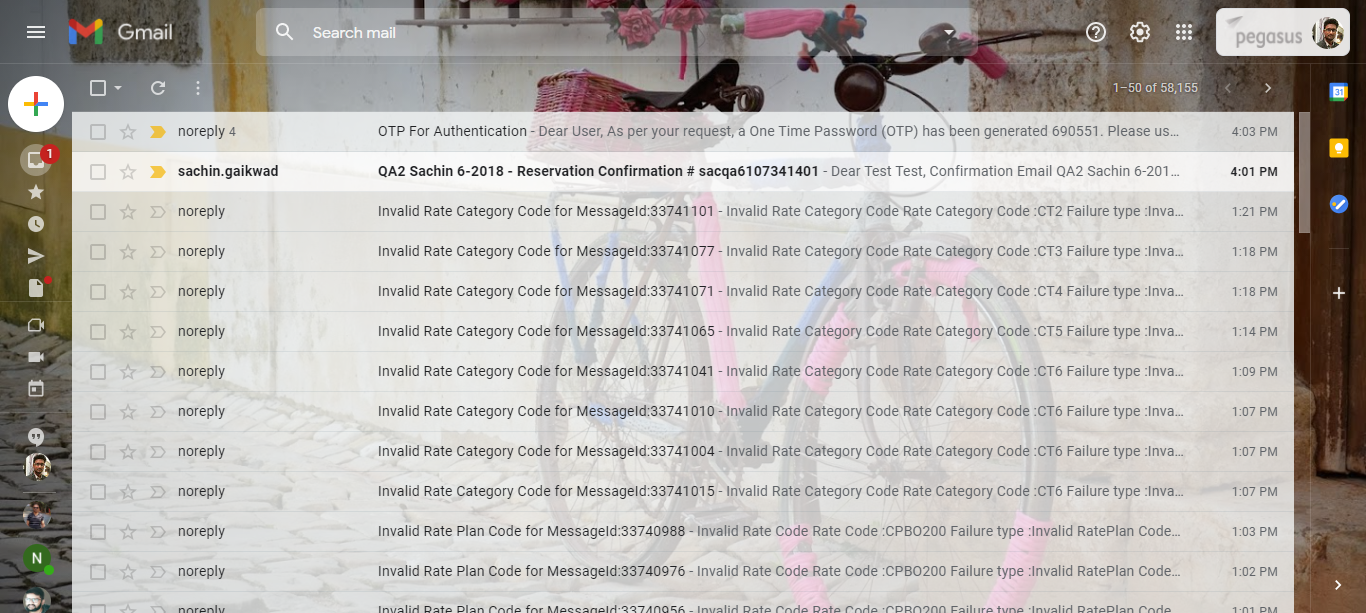 Gmail
Search mail
pegasus
1–50 of 58,155
noreply 4 OTP For Authentication - Dear User, As per your request, a One Time Password (OTP) has been generated 690551. Please us… 4:03 PM
1
sachin.gaikwad QA2 Sachin 6-2018 - Reservation Confirmation # sacqa6107341401 - Dear Test Test, Confirmation Email QA2 Sachin 6-201… 4:01 PM
noreply Invalid Rate Category Code for MessageId:33741101 - Invalid Rate Category Code Rate Category Code :CT2 Failure type :Inva… 1:21 PM
noreply Invalid Rate Category Code for MessageId:33741077 - Invalid Rate Category Code Rate Category Code :CT3 Failure type :Inva… 1:18 PM
noreply Invalid Rate Category Code for MessageId:33741071 - Invalid Rate Category Code Rate Category Code :CT4 Failure type :Inva… 1:18 PM
noreply Invalid Rate Category Code for MessageId:33741065 - Invalid Rate Category Code Rate Category Code :CT5 Failure type :Inva… 1:14 PM
noreply Invalid Rate Category Code for MessageId:33741041 - Invalid Rate Category Code Rate Category Code :CT6 Failure type :Inva… 1:09 PM
noreply Invalid Rate Category Code for MessageId:33741010 - Invalid Rate Category Code Rate Category Code :CT6 Failure type :Inva… 1:07 PM
noreply Invalid Rate Category Code for MessageId:33741004 - Invalid Rate Category Code Rate Category Code :CT6 Failure type :Inva… 1:07 PM
noreply Invalid Rate Category Code for MessageId:33741015 - Invalid Rate Category Code Rate Category Code :CT6 Failure type :Inva… 1:07 PM
noreply Invalid Rate Plan Code for MessageId:33740988 - Invalid Rate Code Rate Code :CPBO200 Failure type :Invalid RatePlan Code… 1:03 PM
N
noreply Invalid Rate Plan Code for MessageId:33740976 - Invalid Rate Code Rate Code :CPBO200 Failure type :Invalid RatePlan Code… 1:02 PM
noreply Invalid Rate Plan Code for MessageId:33740956 - Invalid Rate Code Rate Code :CPBO200 Failure type :Invalid RatePlan Code… 1:01 PM
31